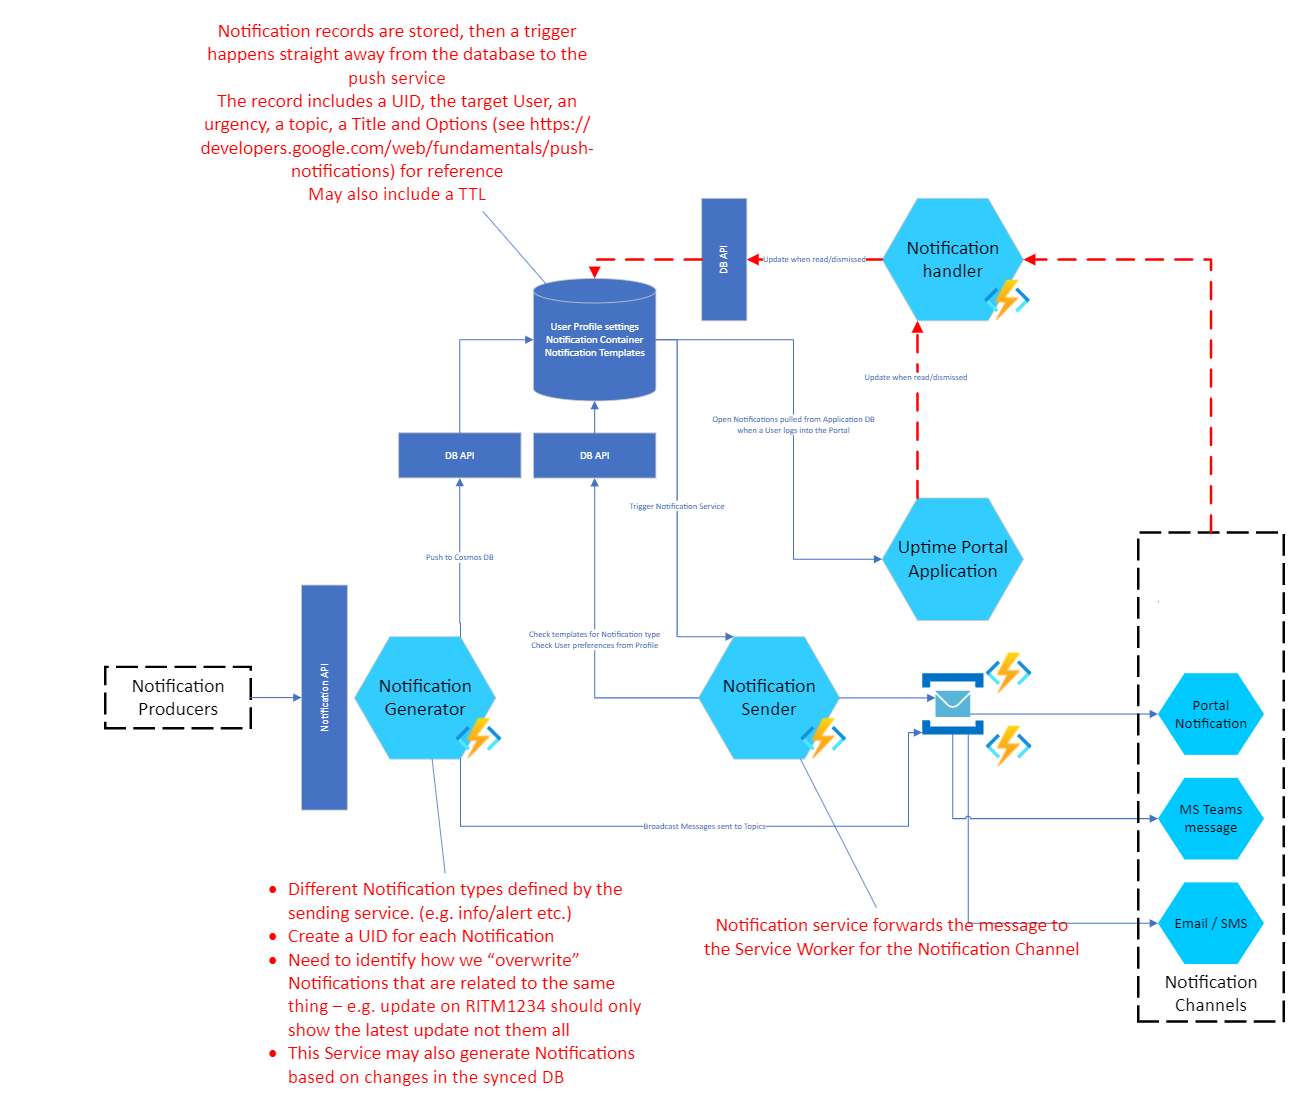 Notification records are stored, then a trigger
happens straight away from the database to the
push service
The record includes a UID, the target User, an
urgency, a topic, a Title and Options (see https://
developers.google.com/web/fundamentals/push-
notifications) for reference
May also include a TTL
DB API
Update when read/dismissed
Notification
handler
User Profile settings
Notification Container
Notification Templates
Update when read/dismissed
Open Notifications pulled from Application DB
when a User logs into the Portal
DB API
DB API
Trigger Notification Service
Uptime Portal
Application
Push to Cosmos DB
Check templates for Notification type
Check User preferences from Profile
Notification
Producers
Notification API
Notification
Generator
Notification
Sender
Portal
Notification
MS Teams
message
Broadcast Messages sent to Topics
Email / SMS
Notification
Channels
• Different Notification types defined by the
sending service. (e.g. info/alert etc.)
• Create a UID for each Notification
• Need to identify how we “overwrite”
Notifications that are related to the same
thing – e.g. update on RITM1234 should only
show the latest update not them all
• This Service may also generate Notifications
based on changes in the synced DB
Notification service forwards the message to
the Service Worker for the Notification Channel